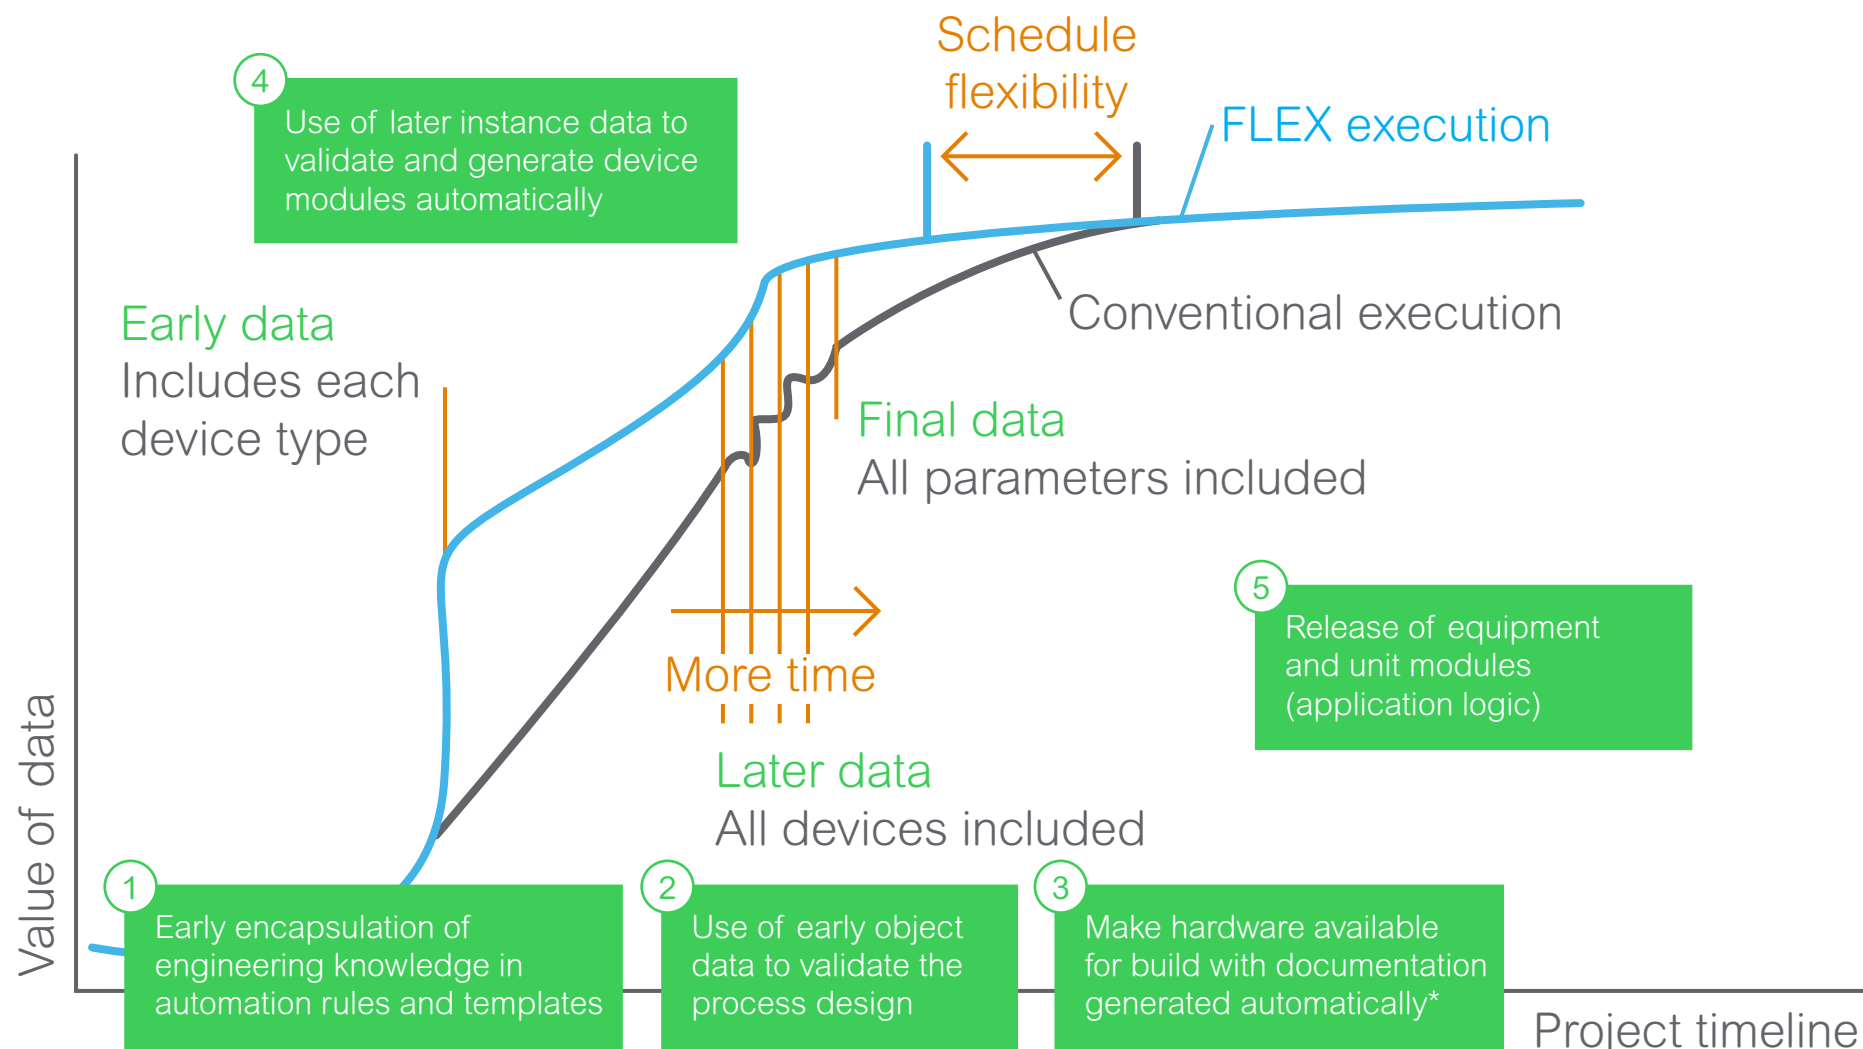 Schedule
flexibility
FLEX execution
4
Use of later instance data to
validate and generate device
modules automatically
Early data
Includes each
device type
Conventional execution
Final data
All parameters included
5
Release of equipment
and unit modules
(application logic)
More time
Later data
All devices included
Value of data
1
Early encapsulation of
engineering knowledge in
automation rules and templates
2
Use of early object
data to validate the
process design
3
Make hardware available
for build with documentation
generated automatically*
Project timeline